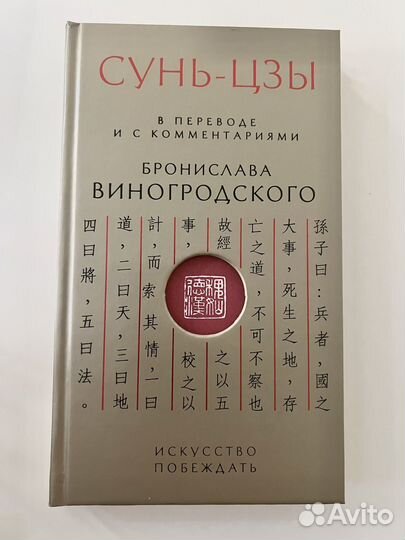 СУНЬ-ЦЗЫ
В ПЕРЕВОДЕ
И С КОММЕНТАРИЯМИ
БРОНИСЛАВА
ВИНОГРОДСКОГО
孫子曰：兵者，國之
大事，死生之地，存
亡之道，不可不察也
故經之以五
事，校之以
計，而索其情，一曰
道，二曰天，三曰地
四曰將，五曰法。
ИСКУССТВО
ПОБЕЖДАТЬ
Avito